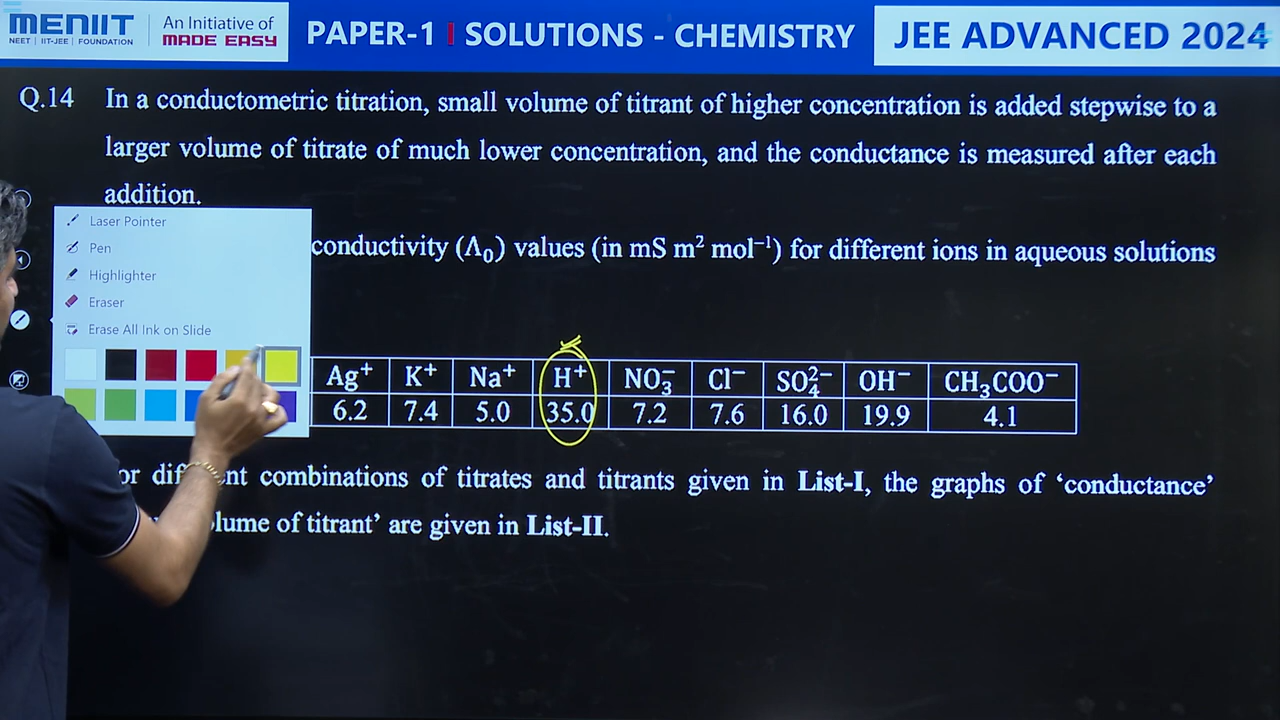 MENIIT
NEET | IIT-JEE | FOUNDATION
An Initiative of
MADE EASY
PAPER-1 | SOLUTIONS - CHEMISTRY
JEE ADVANCED 2024
Q.14 In a conductometric titration, small volume of titrant of higher concentration is added stepwise to a
larger volume of titrate of much lower concentration, and the conductance is measured after each
addition.
conductivity (Λ₀) values (in mS m² mol⁻¹) for different ions in aqueous solutions
Laser Pointer
Pen
Highlighter
Eraser
Erase All Ink on Slide
Ag⁺ K⁺ Na⁺ H⁺ NO₃⁻ Cl⁻ SO₄²⁻ OH⁻ CH₃COO⁻
6.2 7.4 5.0 35.0 7.2 7.6 16.0 19.9 4.1
combinations of titrates and titrants given in List-I, the graphs of ‘conductance’
of titrant’ are given in List-II.